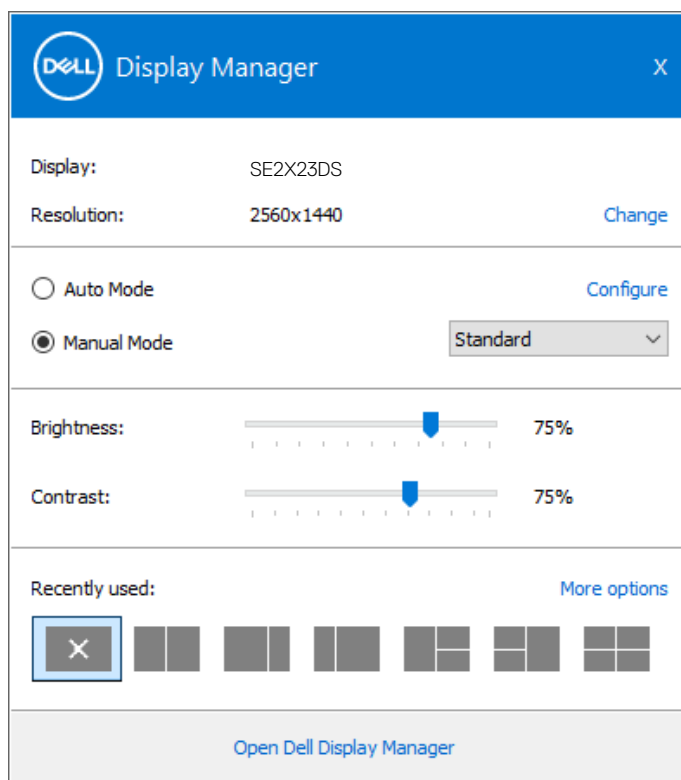 DELL Display Manager X
Display: SE2X23DS
Resolution: 2560x1440 Change
Auto Mode Configure
Manual Mode Standard
Brightness: 75%
Contrast: 75%
Recently used: More options
Open Dell Display Manager